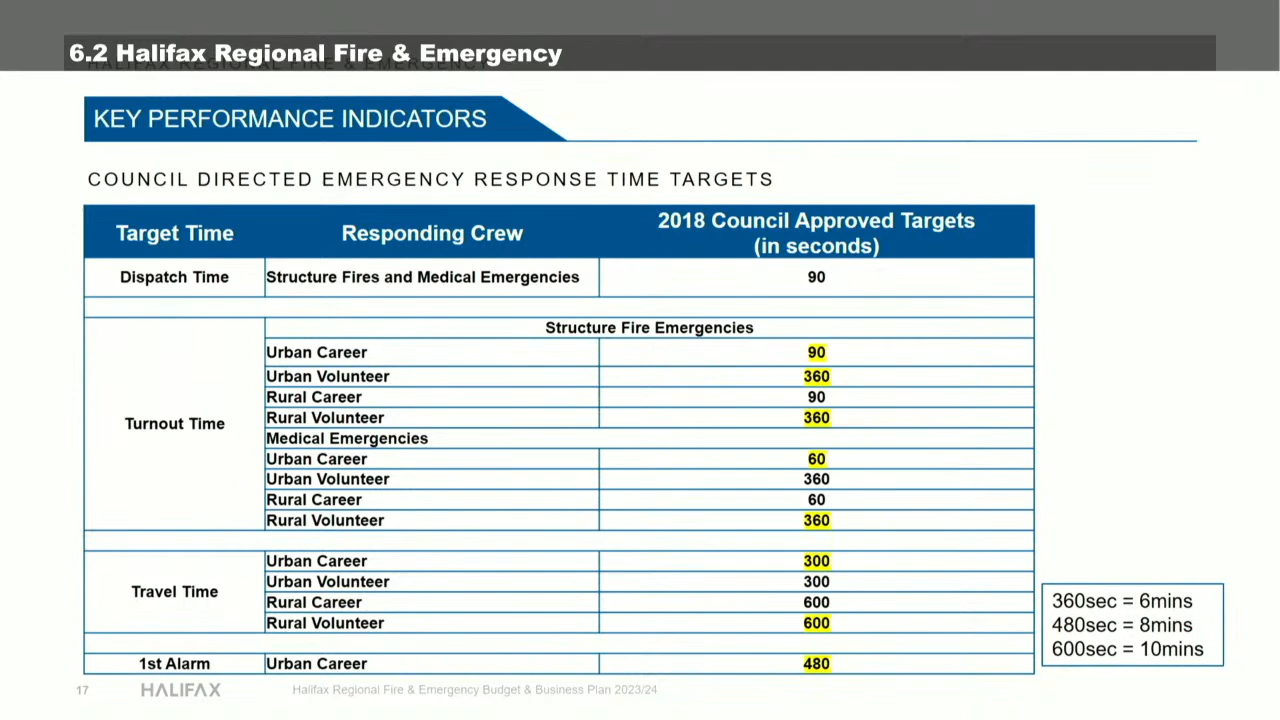 6.2 Halifax Regional Fire & Emergency
HALIFAX REGIONAL FIRE & EMERGENCY
KEY PERFORMANCE INDICATORS
COUNCIL DIRECTED EMERGENCY RESPONSE TIME TARGETS
Target Time Responding Crew 2018 Council Approved Targets
(in seconds)
Dispatch Time Structure Fires and Medical Emergencies 90
Structure Fire Emergencies
Urban Career 90
Urban Volunteer 360
Rural Career 90
Rural Volunteer 360
Turnout Time
Medical Emergencies
Urban Career 60
Urban Volunteer 360
Rural Career 60
Rural Volunteer 360
Urban Career 300
Urban Volunteer 300
Travel Time
Rural Career 600
Rural Volunteer 600
1st Alarm Urban Career 480
360sec = 6mins
480sec = 8mins
600sec = 10mins
17 HALIFAX Halifax Regional Fire & Emergency Budget & Business Plan 2023/24